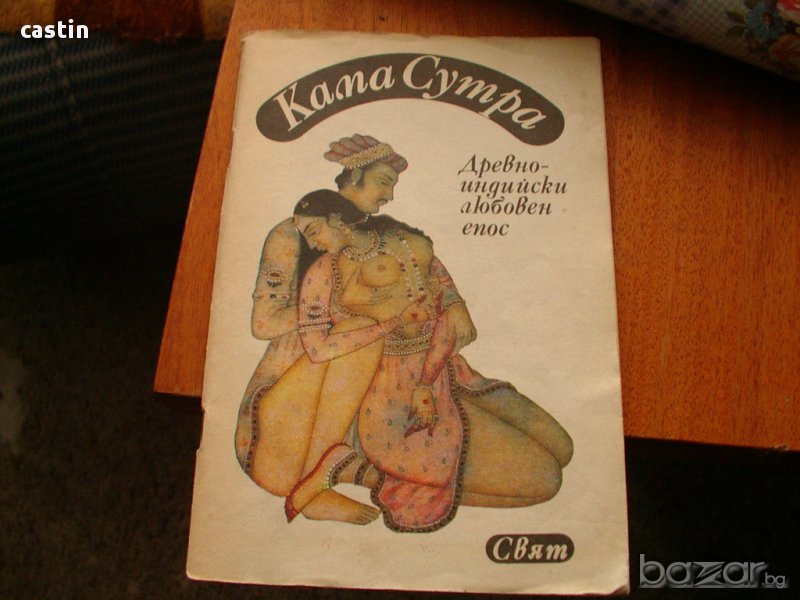 castin
Кама Сутра
Древно-
индийски
любовен
епос
Свят
bazar.bg